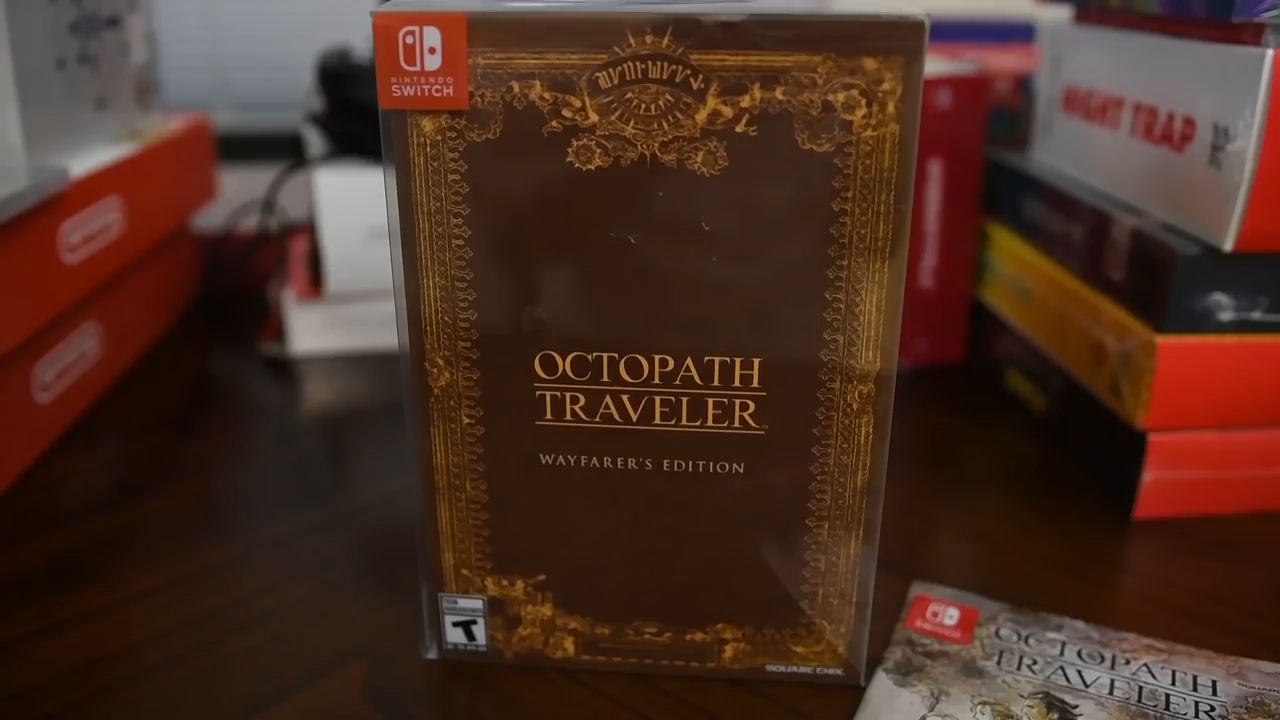 NINTENDO
SWITCH
OCTOPATH
TRAVELER
WAYFARER'S EDITION
T
SQUARE ENIX
NIGHT TRAP
OCTOPATH
TRAVELER